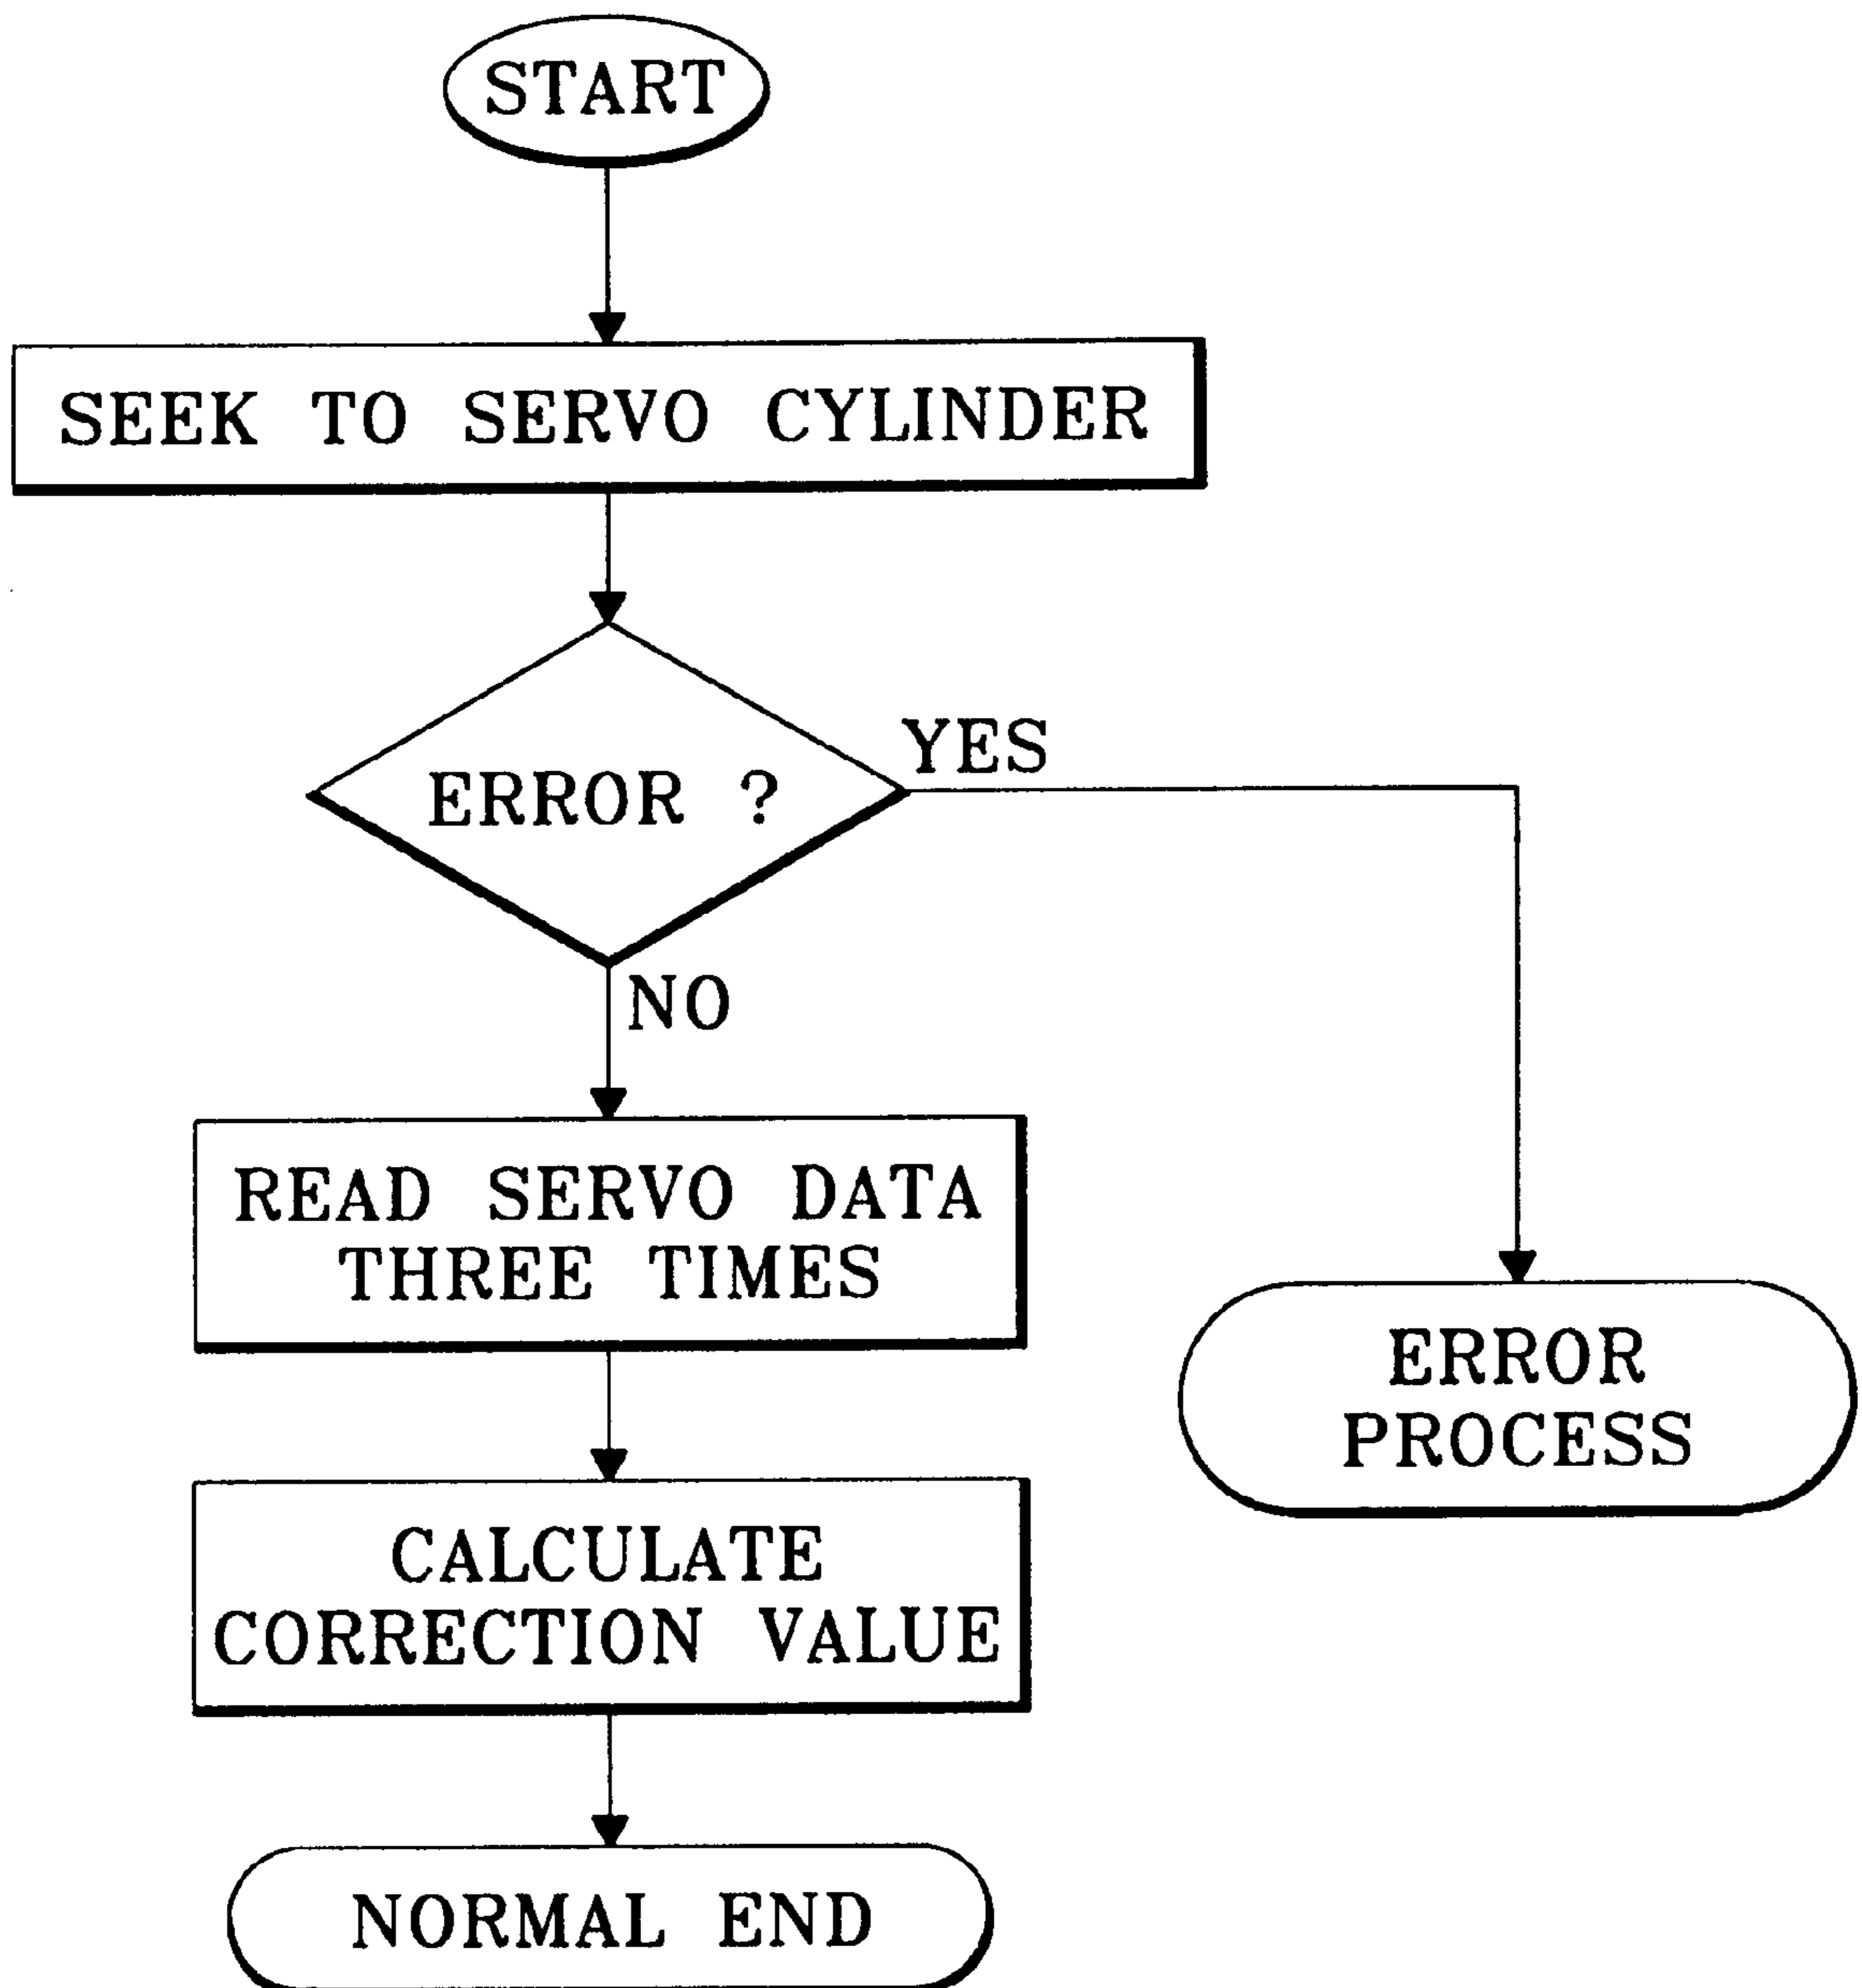 START
SEEK TO SERVO CYLINDER
YES
ERROR ?
NO
READ SERVO DATA
THREE TIMES
ERROR
PROCESS
CALCULATE
CORRECTION VALUE
NORMAL END